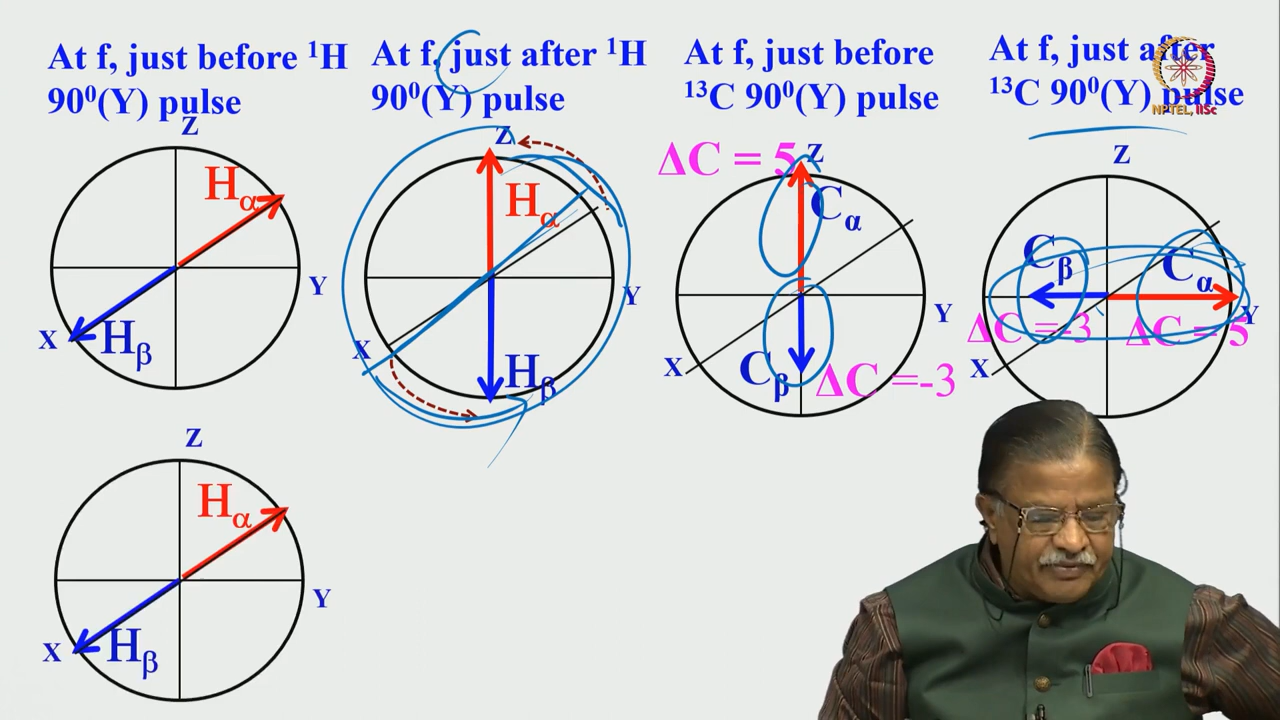 At f, just before ¹H
90⁰(Y) pulse
At f, just after ¹H
90⁰(Y) pulse
At f, just before
¹³C 90⁰(Y) pulse
At f, just after
¹³C 90⁰(Y) pulse
NPTEL, IISc
Z
Hα
Y
X
Hβ
Z
Hα
Y
X
Hβ
ΔC = 5
Z
Cα
Y
X
Cβ
ΔC =-3
Z
Cβ
Cα
Y
ΔC = -3
ΔC = 5
X
Z
Hα
Y
X
Hβ